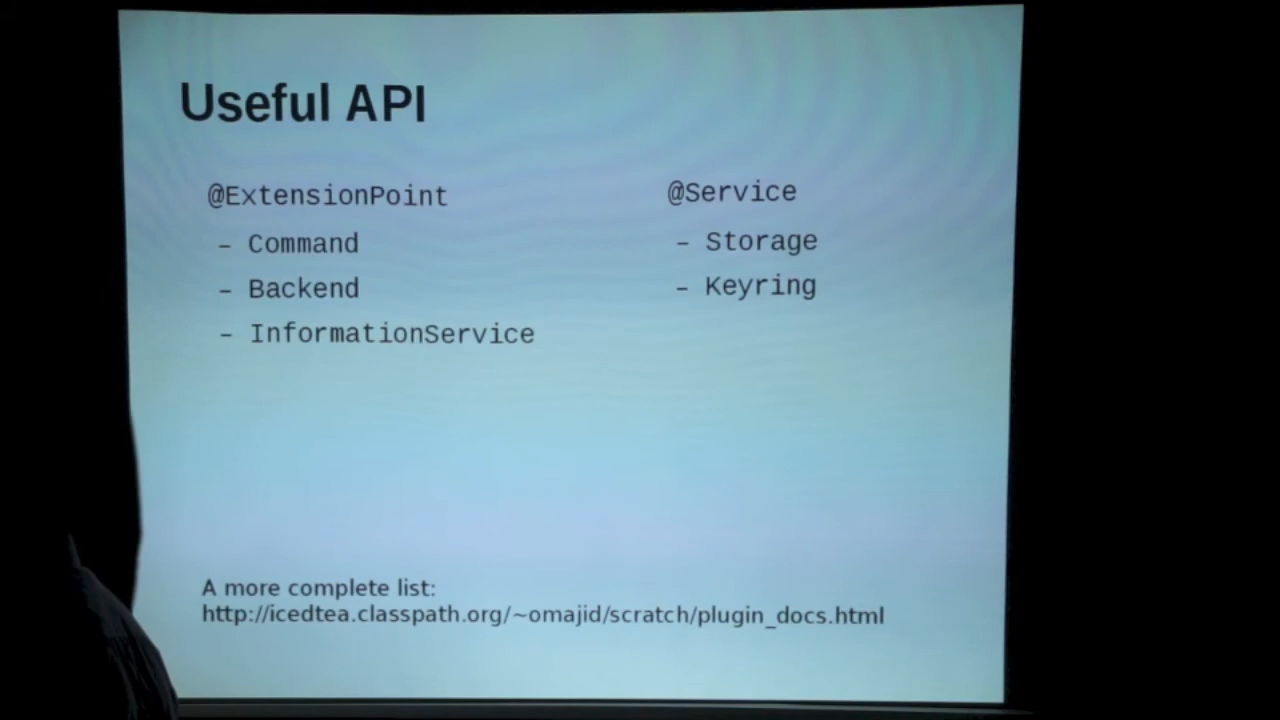 Useful API
@ExtensionPoint
– Command
– Backend
– InformationService
@Service
– Storage
– Keyring
A more complete list:
http://icedtea.classpath.org/~omajid/scratch/plugin_docs.html